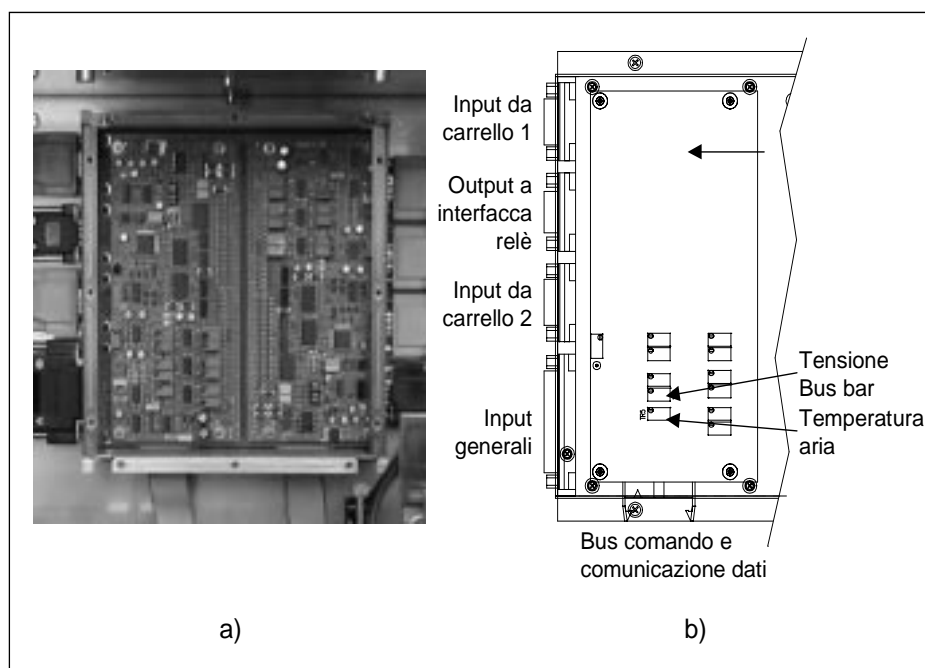 Input da
carrello 1
Output a
interfacca
relè
Input da
carrello 2
Input
generali
Tensione
Bus bar
Temperatura
aria
Bus comando e
comunicazione dati
a)
b)